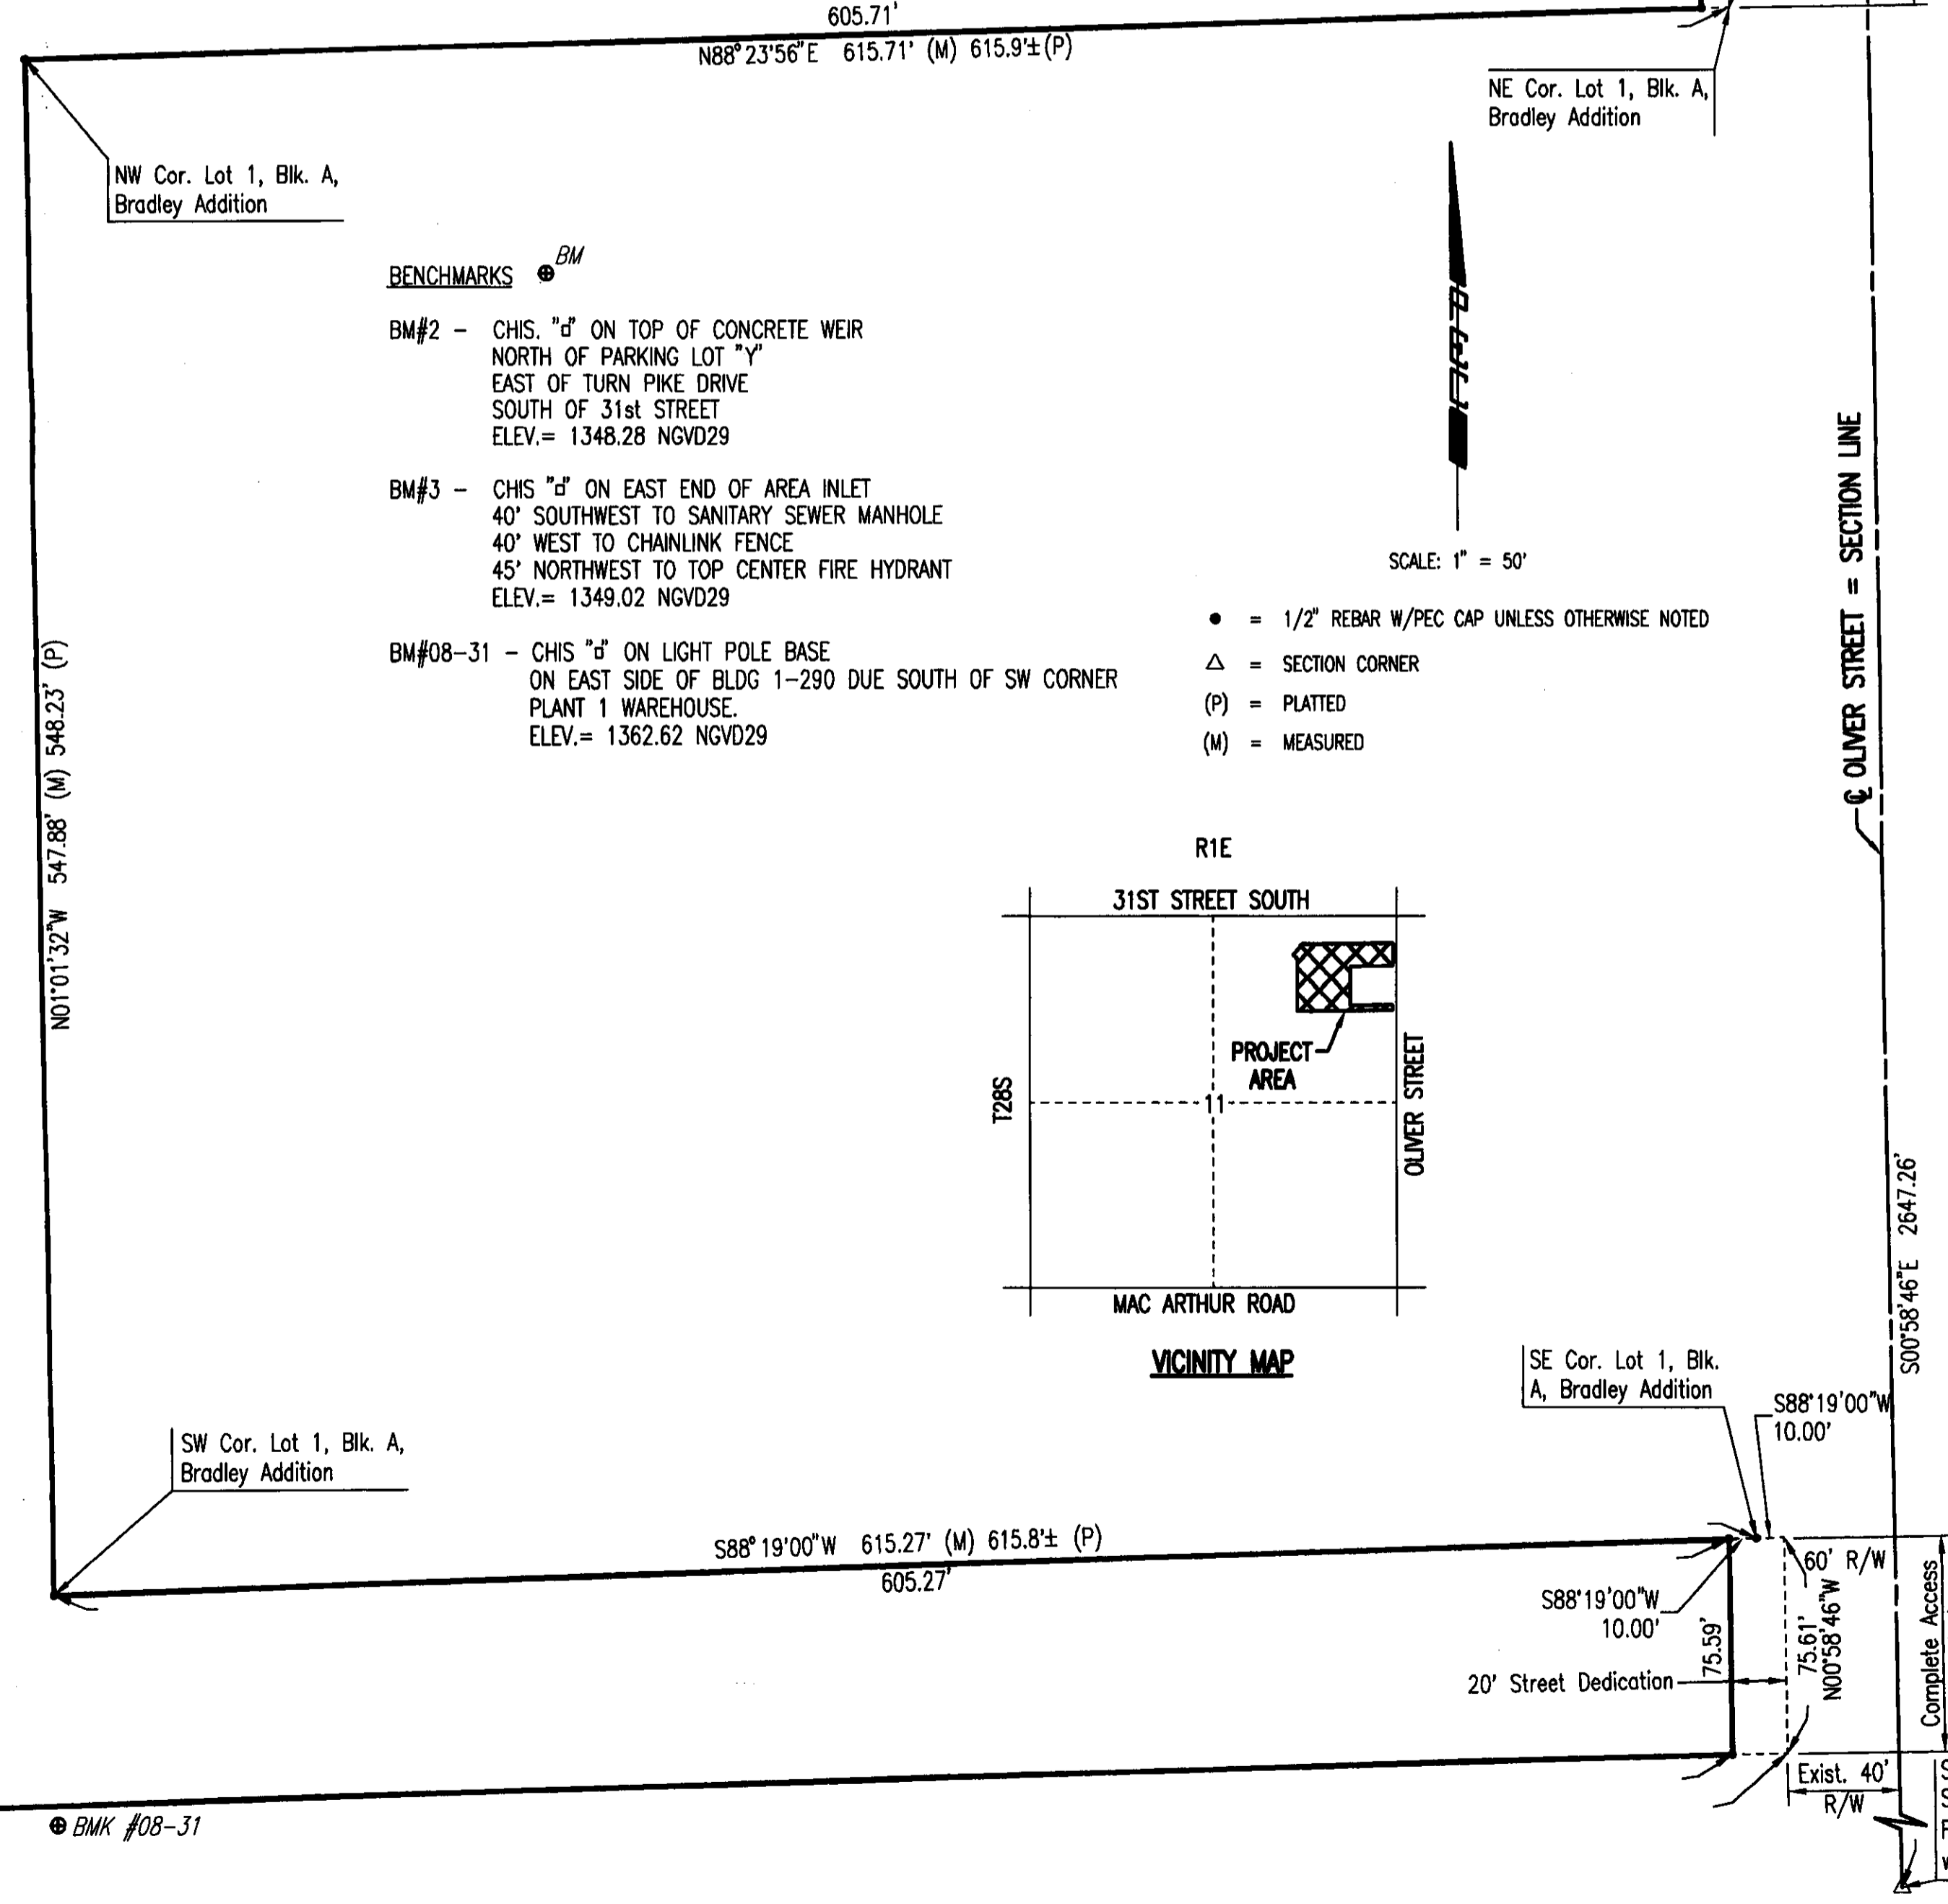 605.71'
N88°23'56"E 615.71' (M) 615.9'±(P)
NE Cor. Lot 1, Blk. A,
Bradley Addition
NW Cor. Lot 1, Blk. A,
Bradley Addition
BENCHMARKS BM
BM#2 - CHIS. "□" ON TOP OF CONCRETE WEIR
NORTH OF PARKING LOT "Y"
EAST OF TURN PIKE DRIVE
SOUTH OF 31st STREET
ELEV.= 1348.28 NGVD29
BM#3 - CHIS "□" ON EAST END OF AREA INLET
40' SOUTHWEST TO SANITARY SEWER MANHOLE
40' WEST TO CHAINLINK FENCE
45' NORTHWEST TO TOP CENTER FIRE HYDRANT
ELEV.= 1349.02 NGVD29
BM#08-31 - CHIS "□" ON LIGHT POLE BASE
ON EAST SIDE OF BLDG 1-290 DUE SOUTH OF SW CORNER
PLANT 1 WAREHOUSE.
ELEV.= 1362.62 NGVD29
SCALE: 1" = 50'
● = 1/2" REBAR W/PEC CAP UNLESS OTHERWISE NOTED
△ = SECTION CORNER
(P) = PLATTED
(M) = MEASURED
℄ OLIVER STREET = SECTION LINE
N01°01'32"W 547.88' (M) 548.23' (P)
R1E
31ST STREET SOUTH
PROJECT
AREA
T28S
11
OLIVER STREET
MAC ARTHUR ROAD
VICINITY MAP
S00°58'46"E 2647.26'
SE Cor. Lot 1, Blk.
A, Bradley Addition
S88°19'00"W
10.00'
SW Cor. Lot 1, Blk. A,
Bradley Addition
S88°19'00"W 615.27' (M) 615.8'± (P)
605.27'
60' R/W
S88°19'00"W
10.00'
75.59'
75.61'
N00°58'46"W
Complete Access
20' Street Dedication
Exist. 40'
R/W
BMK #08-31